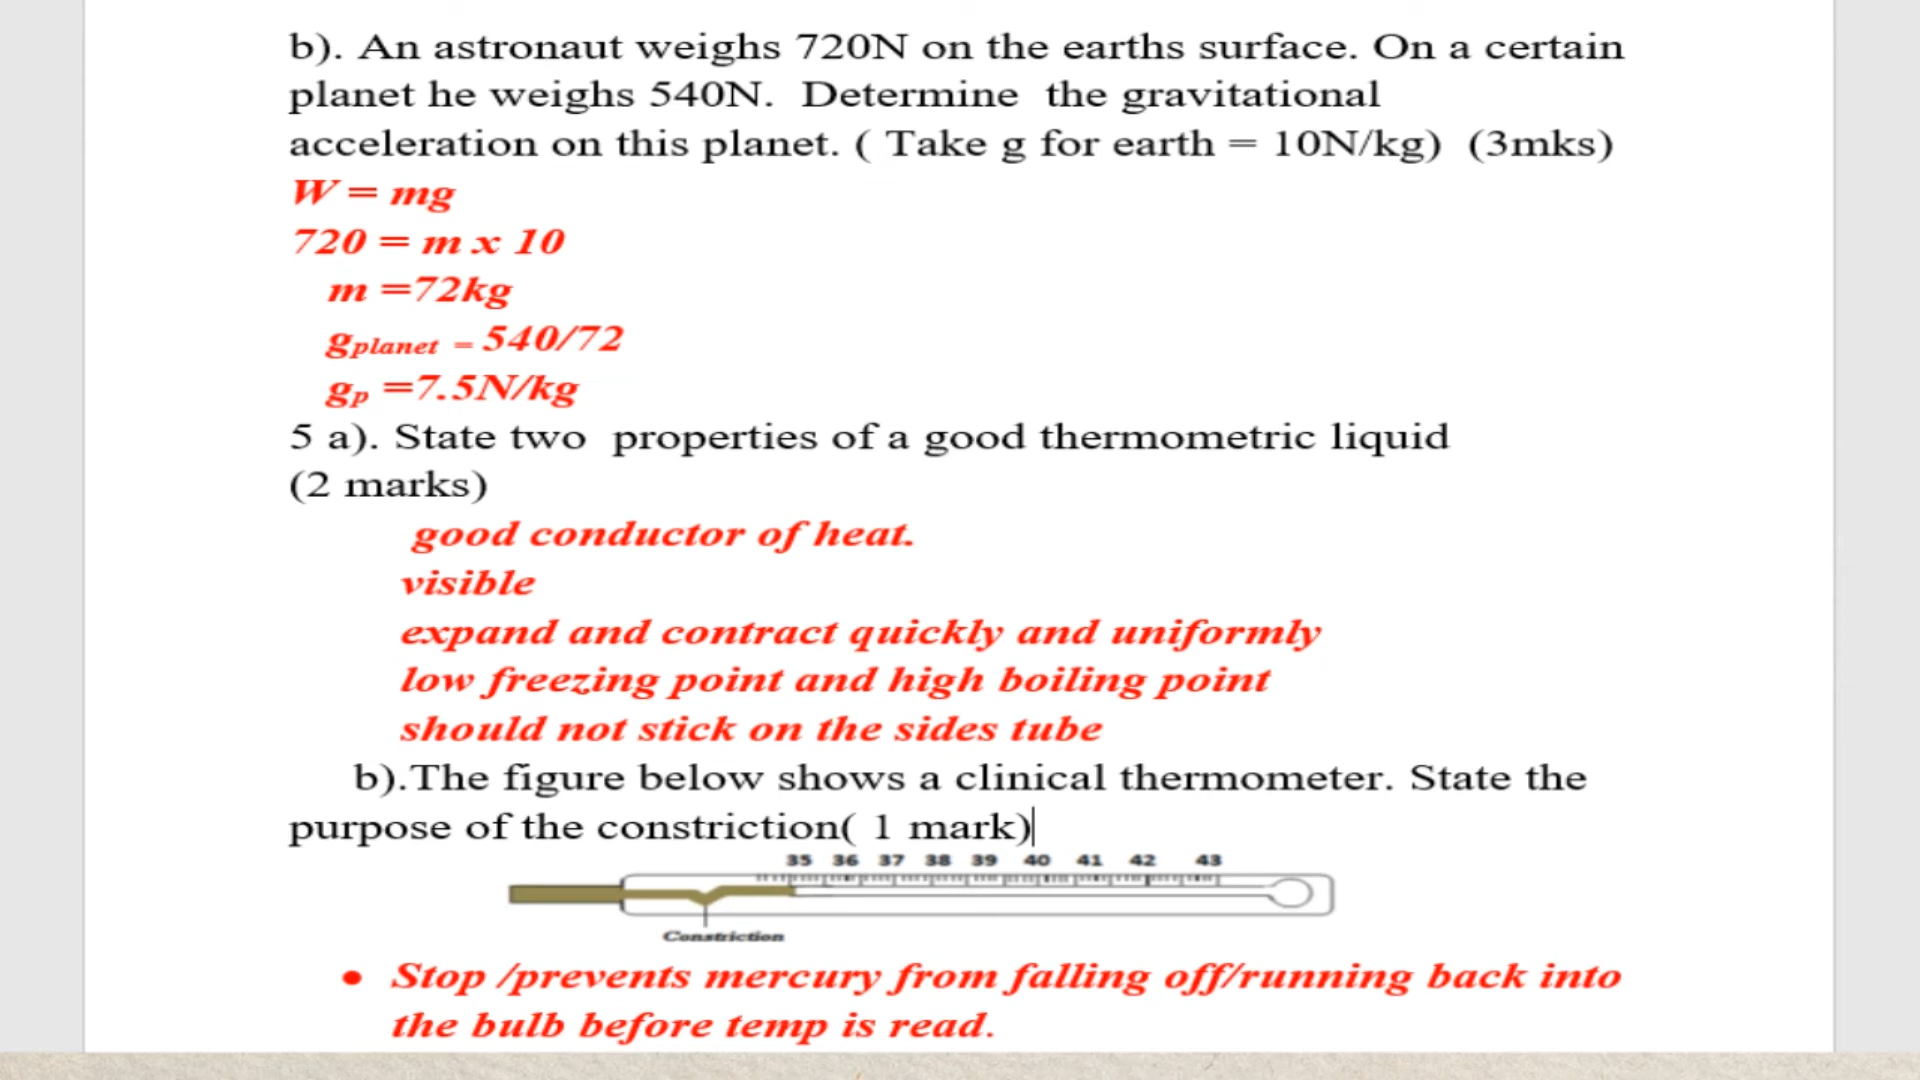 b). An astronaut weighs 720N on the earths surface. On a certain
planet he weighs 540N. Determine the gravitational
acceleration on this planet. ( Take g for earth = 10N/kg) (3mks)
W = mg
720 = m x 10
m =72kg
gplanet = 540/72
gp =7.5N/kg
5 a). State two properties of a good thermometric liquid
(2 marks)
good conductor of heat.
visible
expand and contract quickly and uniformly
low freezing point and high boiling point
should not stick on the sides tube
b).The figure below shows a clinical thermometer. State the
purpose of the constriction( 1 mark)
35 36 37 38 39 40 41 42 43
Constriction
• Stop /prevents mercury from falling off/running back into
the bulb before temp is read.